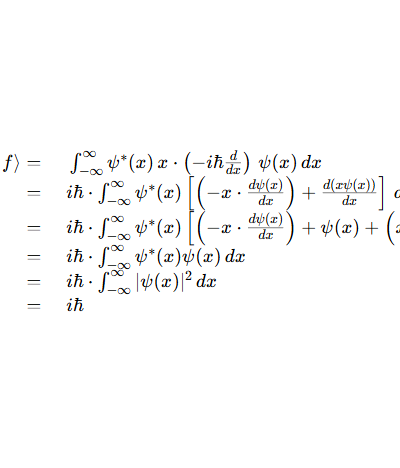 f⟩ = ∫_{-∞}^{∞} ψ*(x) x · (−iħ d/dx) ψ(x) dx
= iħ · ∫_{-∞}^{∞} ψ*(x) [(−x · dψ(x)/dx) + d(xψ(x))/dx]
= iħ · ∫_{-∞}^{∞} ψ*(x) [(−x · dψ(x)/dx) + ψ(x) + (
= iħ · ∫_{-∞}^{∞} ψ*(x)ψ(x) dx
= iħ · ∫_{-∞}^{∞} |ψ(x)|² dx
= iħ